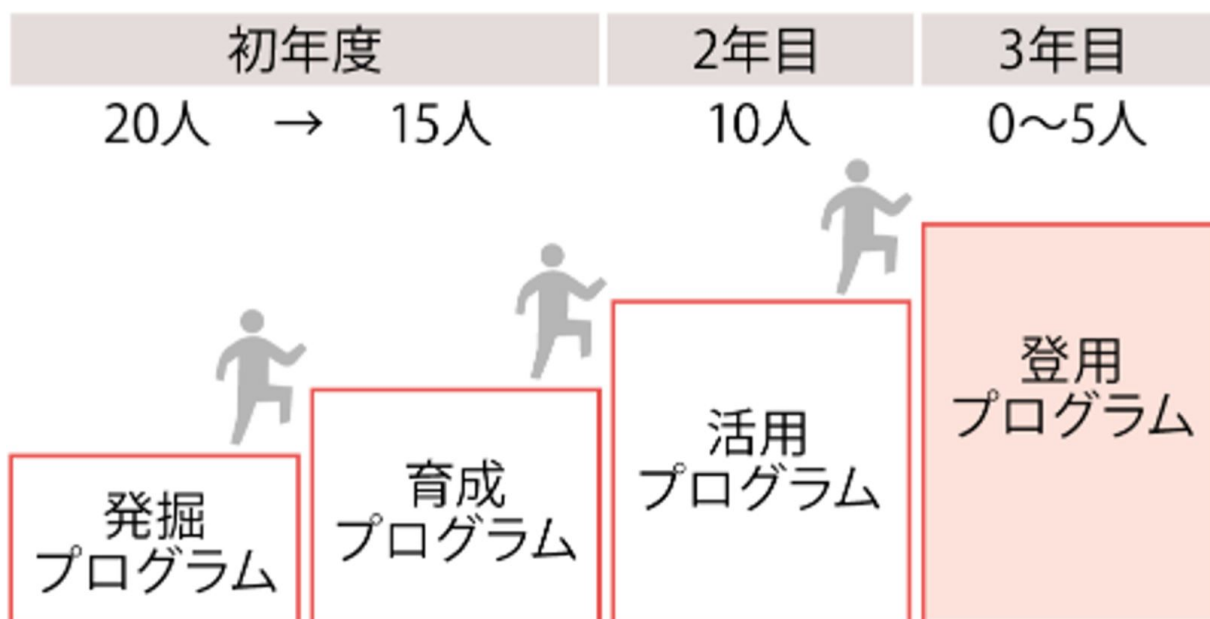 初年度
2年目
3年目
20人 → 15人
10人
0〜5人
発掘
プログラム
育成
プログラム
活用
プログラム
登用
プログラム